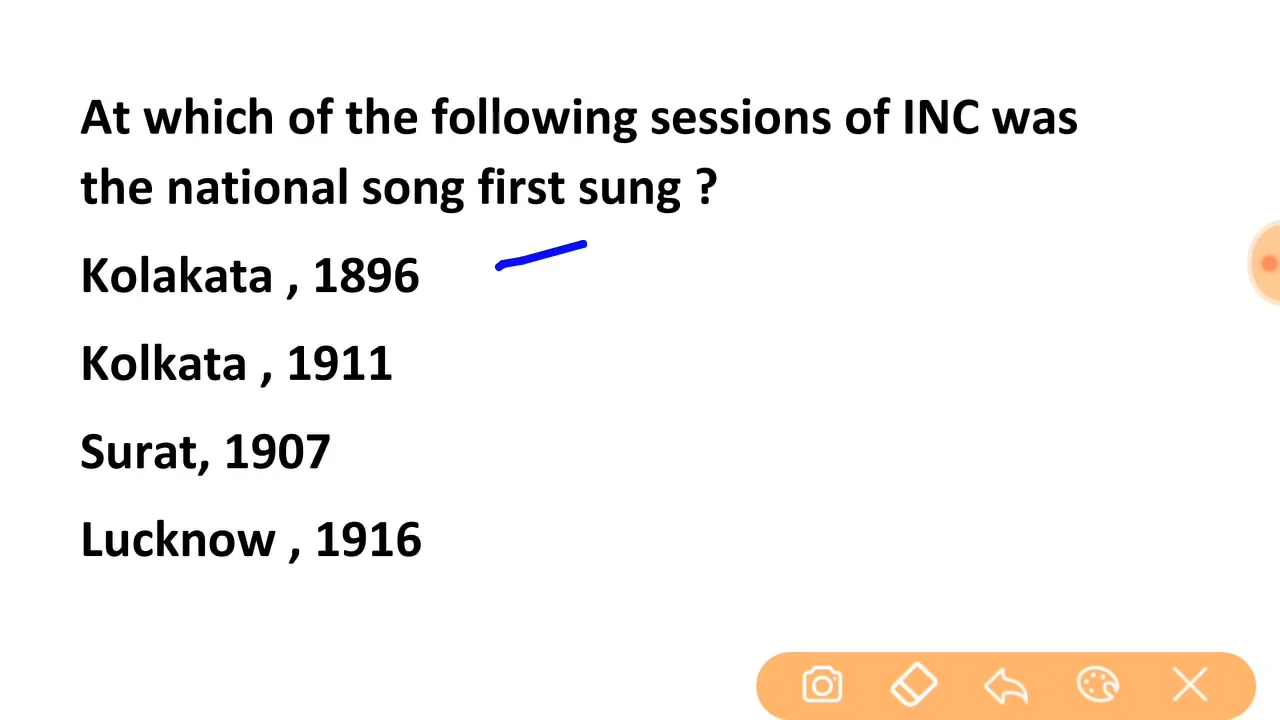 At which of the following sessions of INC was
the national song first sung ?
Kolakata , 1896
Kolkata , 1911
Surat, 1907
Lucknow , 1916